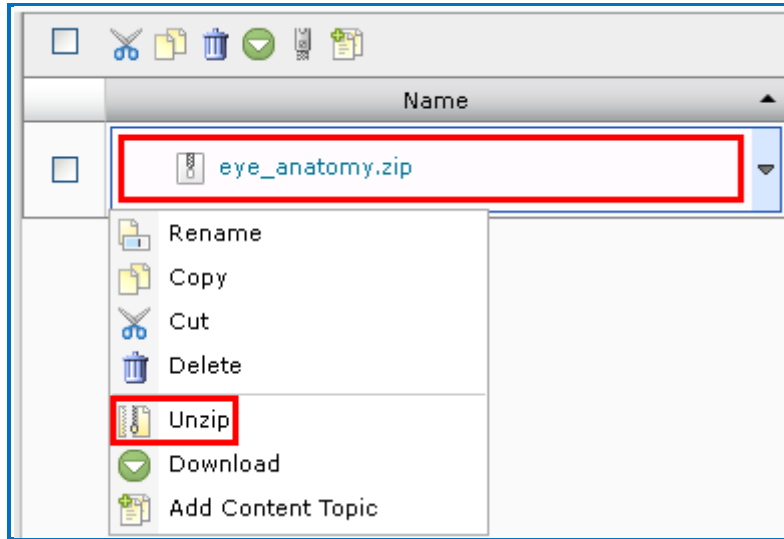 Name
eye_anatomy.zip
Rename
Copy
Cut
Delete
Unzip
Download
Add Content Topic